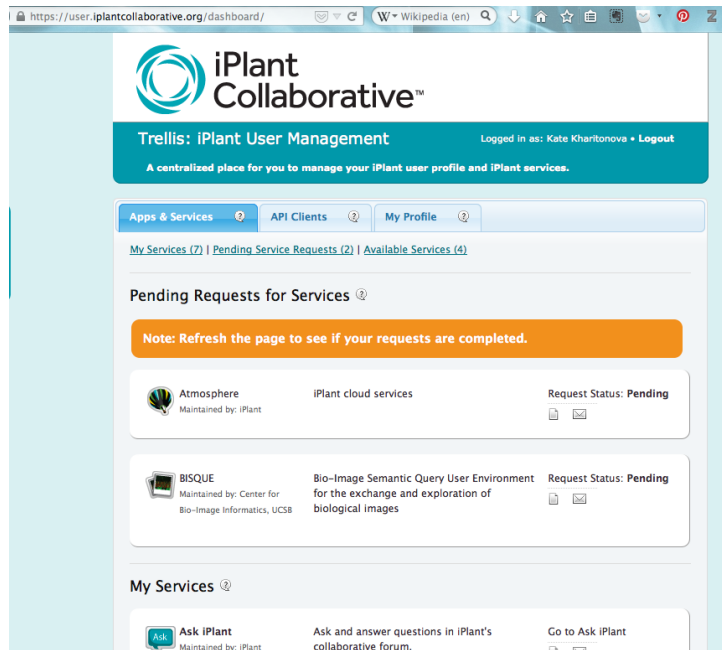 https://user.iplantcollaborative.org/dashboard/
W Wikipedia (en)
iPlant
Collaborative™
Trellis: iPlant User Management
Logged in as: Kate Kharitonova • Logout
A centralized place for you to manage your iPlant user profile and iPlant services.
Apps & Services ?
API Clients ?
My Profile ?
My Services (7) | Pending Service Requests (2) | Available Services (4)
Pending Requests for Services ?
Note: Refresh the page to see if your requests are completed.
Atmosphere
Maintained by: iPlant
iPlant cloud services
Request Status: Pending
BISQUE
Maintained by: Center for
Bio-Image Informatics, UCSB
Bio-Image Semantic Query User Environment
for the exchange and exploration of
biological images
Request Status: Pending
My Services ?
Ask
Ask iPlant
Maintained by: iPlant
Ask and answer questions in iPlant's
collaborative forum.
Go to Ask iPlant